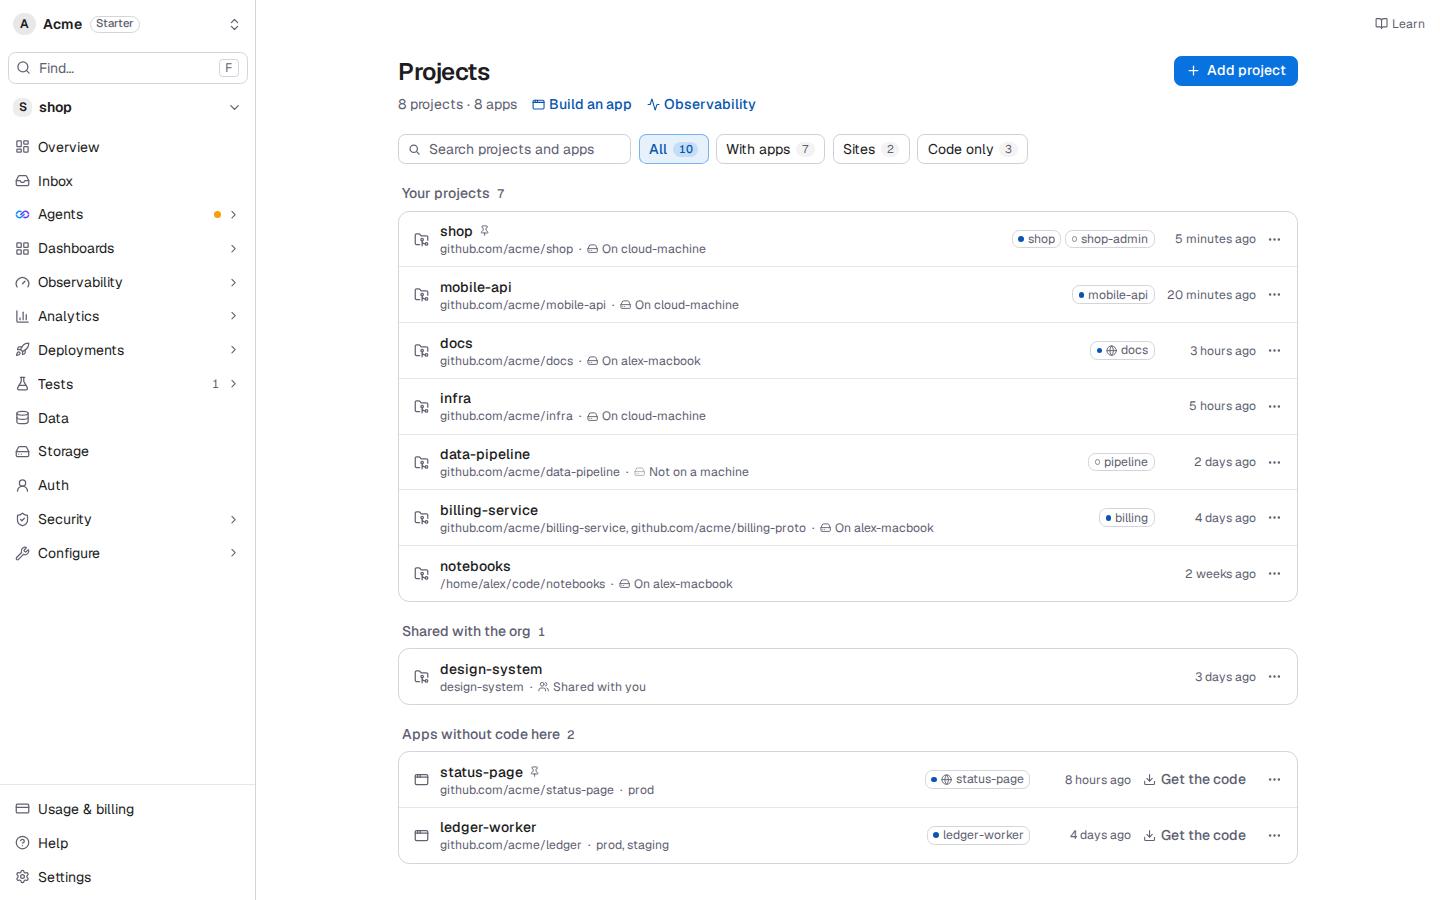 A Acme Starter
Find... F
S shop
Overview
Inbox
Agents
Dashboards
Observability
Analytics
Deployments
Tests 1
Data
Storage
Auth
Security
Configure
Usage & billing
Help
Settings
Learn
Projects
Add project
8 projects · 8 apps Build an app Observability
Search projects and apps All 10 With apps 7 Sites 2 Code only 3
Your projects 7
shop
github.com/acme/shop · On cloud-machine
shop shop-admin 5 minutes ago
mobile-api
github.com/acme/mobile-api · On cloud-machine
mobile-api 20 minutes ago
docs
github.com/acme/docs · On alex-macbook
docs 3 hours ago
infra
github.com/acme/infra · On cloud-machine
5 hours ago
data-pipeline
github.com/acme/data-pipeline · Not on a machine
pipeline 2 days ago
billing-service
github.com/acme/billing-service, github.com/acme/billing-proto · On alex-macbook
billing 4 days ago
notebooks
/home/alex/code/notebooks · On alex-macbook
2 weeks ago
Shared with the org 1
design-system
design-system · Shared with you
3 days ago
Apps without code here 2
status-page
github.com/acme/status-page · prod
status-page 8 hours ago Get the code
ledger-worker
github.com/acme/ledger · prod, staging
ledger-worker 4 days ago Get the code